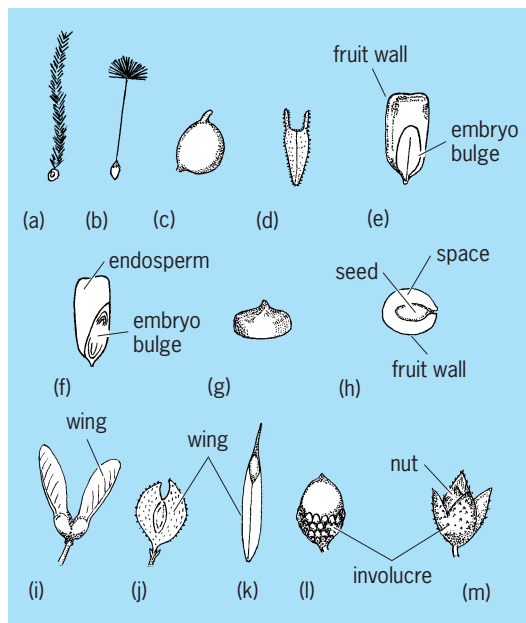 fruit wall
embryo
bulge
(a)
(b)
(c)
(d)
(e)
endosperm
embryo
bulge
space
seed
fruit wall
(f)
(g)
(h)
wing
wing
nut
involucre
(i)
(j)
(k)
(l)
(m)